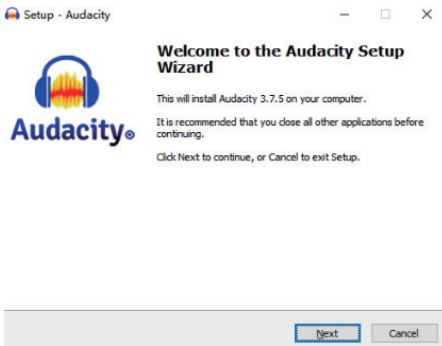 Setup - Audacity
Welcome to the Audacity Setup
Wizard
This will install Audacity 3.7.5 on your computer.
It is recommended that you close all other applications before
continuing.
Click Next to continue, or Cancel to exit Setup.
Audacity®
Next
Cancel